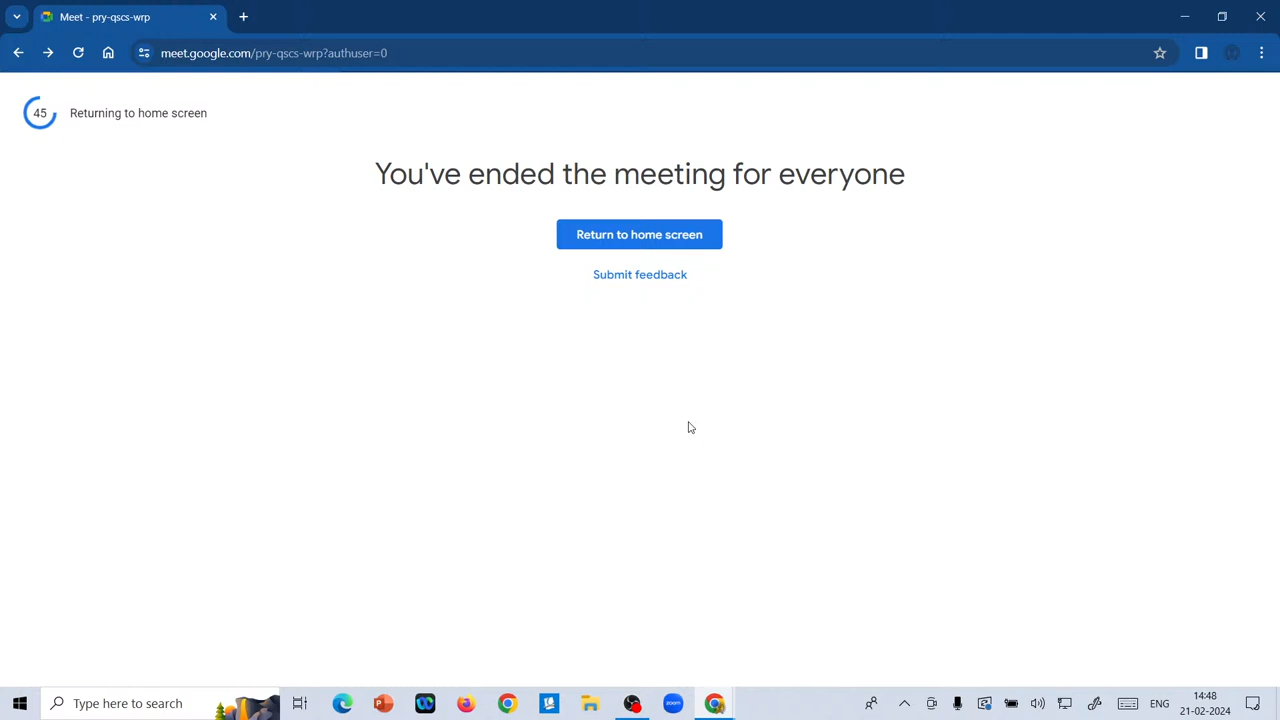 Meet - pry-qscs-wrp
meet.google.com/pry-qscs-wrp?authuser=0
45 Returning to home screen
You've ended the meeting for everyone
Return to home screen
Submit feedback
Type here to search
zoom
ENG
14:48
21-02-2024